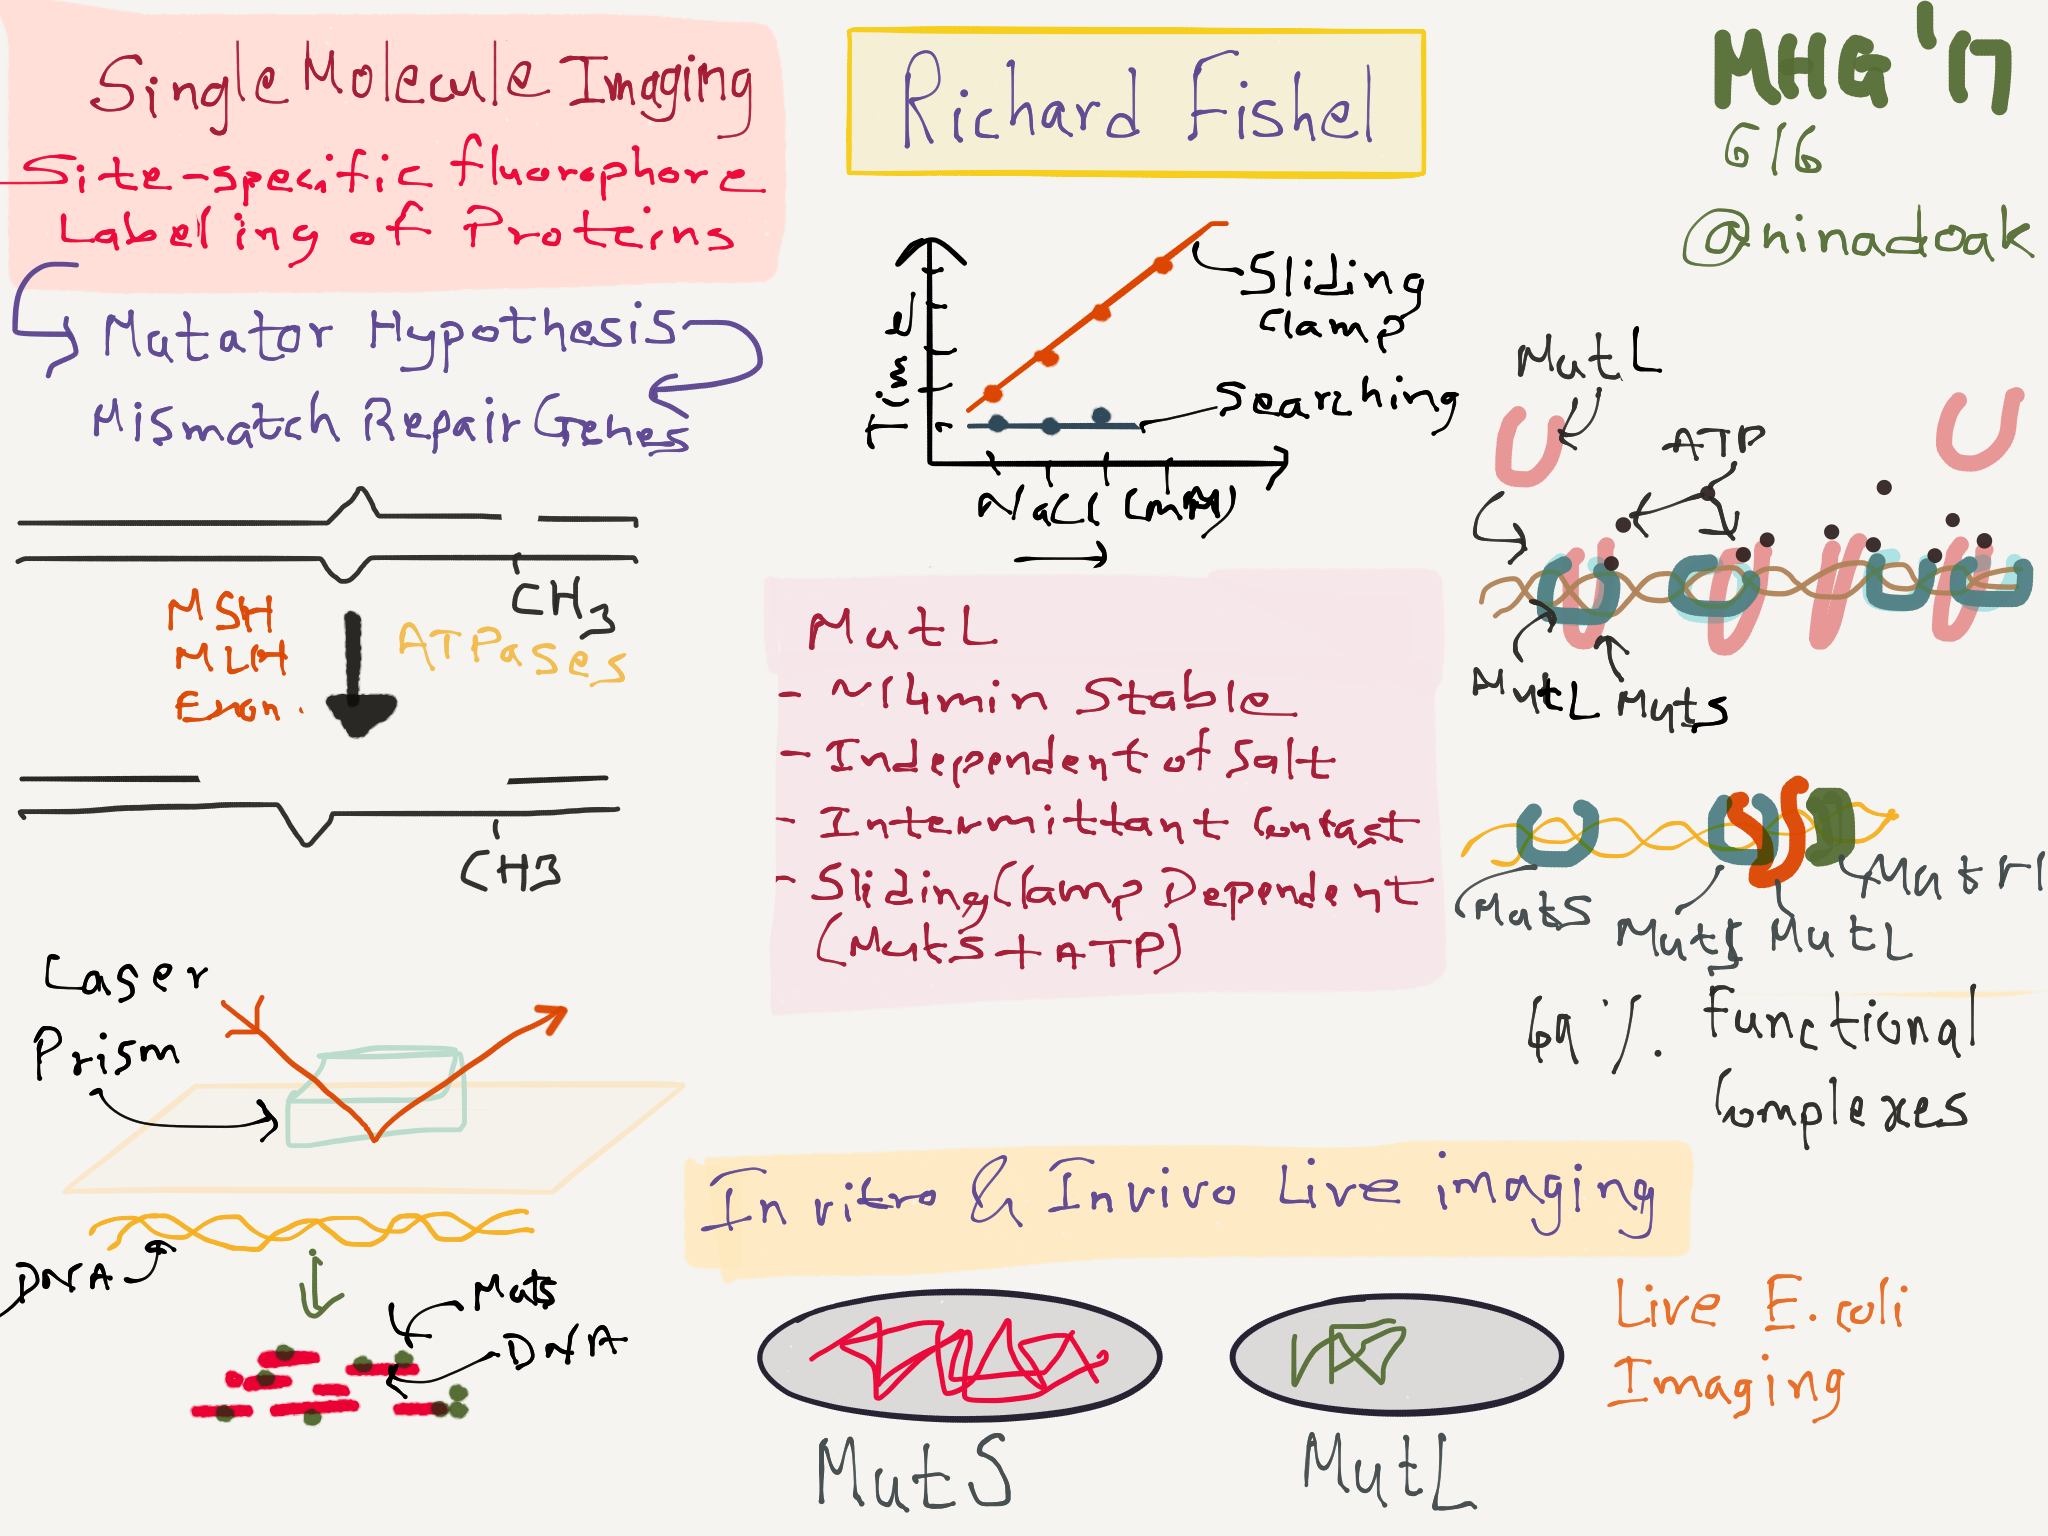 Single Molecule Imaging
Site-specific fluorophore
Labeling of Proteins
Mutator Hypothesis
Mismatch Repair Genes
CH3
MSH
MLH
Exon.
ATPases
CH3
Laser
Prism
DNA
MutS
DNA
Richard Fishel
Sliding
Clamp
Searching
NaCl (mM)
MutL
- ~14min Stable
- Independent of Salt
- Intermittant Contact
- Sliding Clamp Dependent
(MutS + ATP)
In vitro & Invivo Live imaging
MutS
MutL
Live E.coli
Imaging
MHG '17
6/6
@ninadoak
MutL
ATP
MutL MutS
MutS
MutS MutL
MutH
69 %. Functional
Complexes